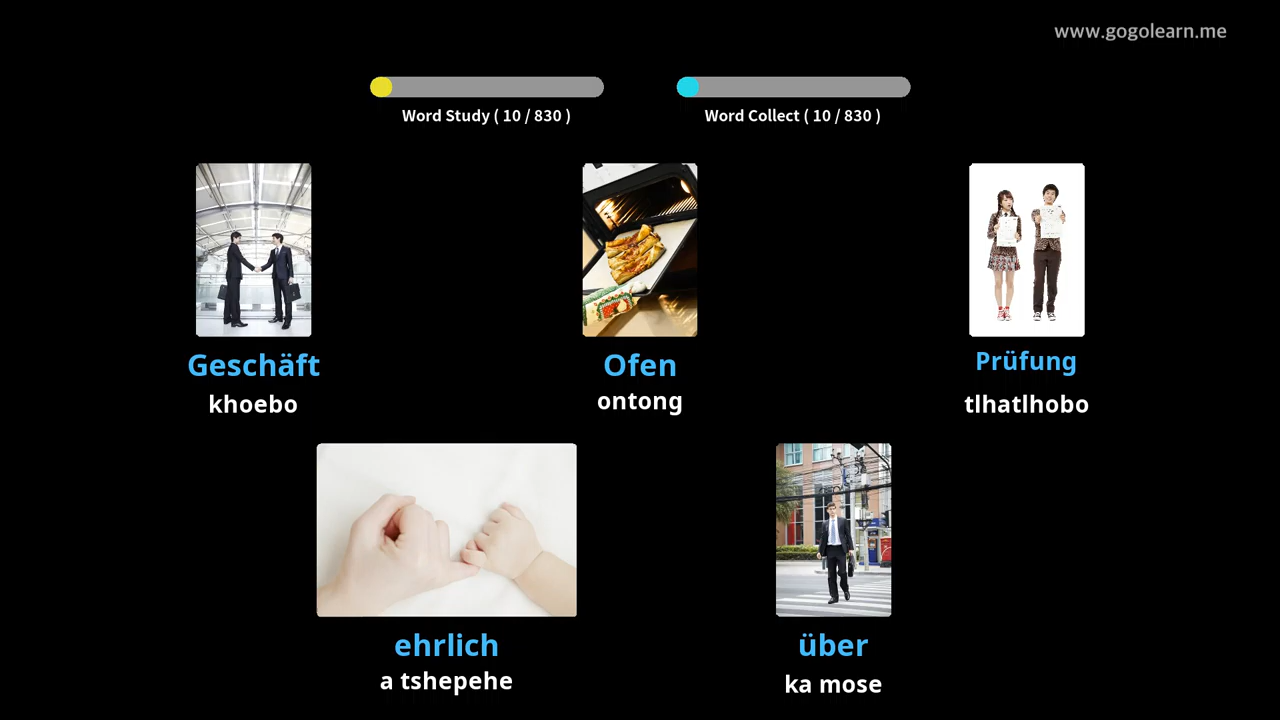 www.gogolearn.me
Word Study ( 10 / 830 )
Word Collect ( 10 / 830 )
Geschäft
khoebo
Ofen
ontong
Prüfung
tlhatlhobo
ehrlich
a tshepehe
über
ka mose